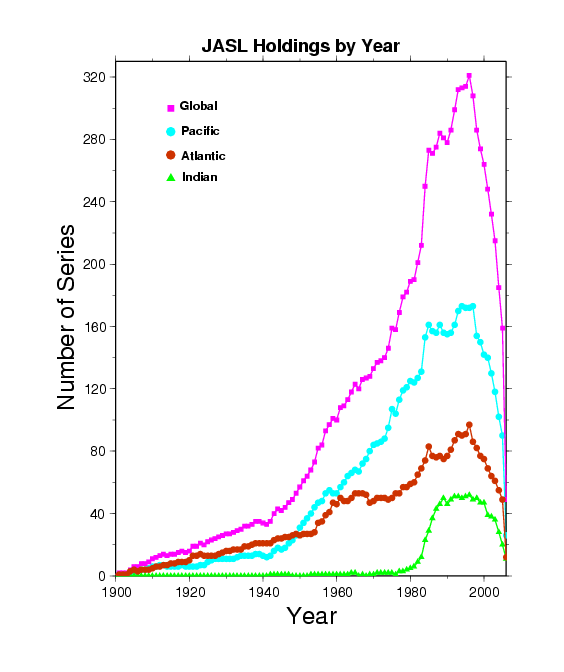 JASL Holdings by Year
Global
Pacific
Atlantic
Indian
Number of Series
320
280
240
200
160
120
80
40
0
1900 1920 1940 1960 1980 2000
Year